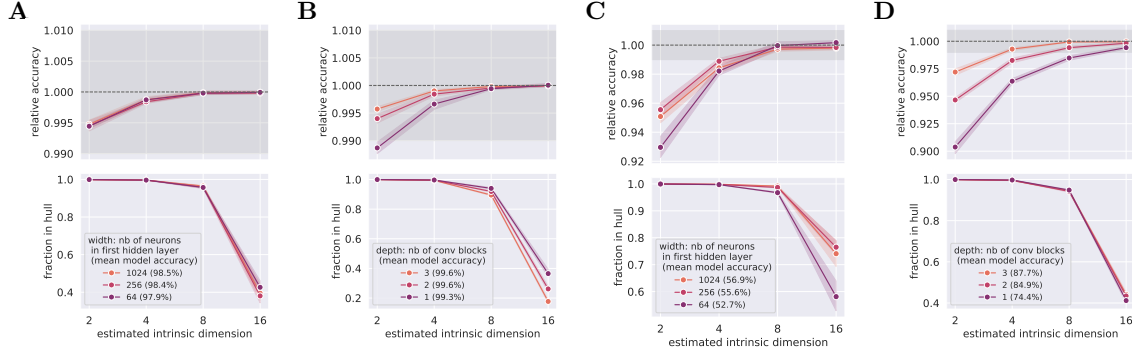 A
1.010
1.005
1.000
0.995
0.990
relative accuracy
1.0
0.8
0.6
0.4
fraction in hull
width: nb of neurons
in first hidden layer
(mean model accuracy)
1024 (98.5%)
256 (98.4%)
64 (97.9%)
2 4 8 16
estimated intrinsic dimension
B
1.010
1.005
1.000
0.995
0.990
relative accuracy
1.0
0.8
0.6
0.4
0.2
fraction in hull
depth: nb of conv blocks
(mean model accuracy)
3 (99.6%)
2 (99.6%)
1 (99.3%)
2 4 8 16
estimated intrinsic dimension
C
1.00
0.98
0.96
0.94
0.92
relative accuracy
1.0
0.9
0.8
0.7
0.6
fraction in hull
width: nb of neurons
in first hidden layer
(mean model accuracy)
1024 (56.9%)
256 (55.6%)
64 (52.7%)
2 4 8 16
estimated intrinsic dimension
D
1.000
0.975
0.950
0.925
0.900
relative accuracy
1.0
0.8
0.6
0.4
fraction in hull
depth: nb of conv blocks
(mean model accuracy)
3 (87.7%)
2 (84.9%)
1 (74.4%)
2 4 8 16
estimated intrinsic dimension